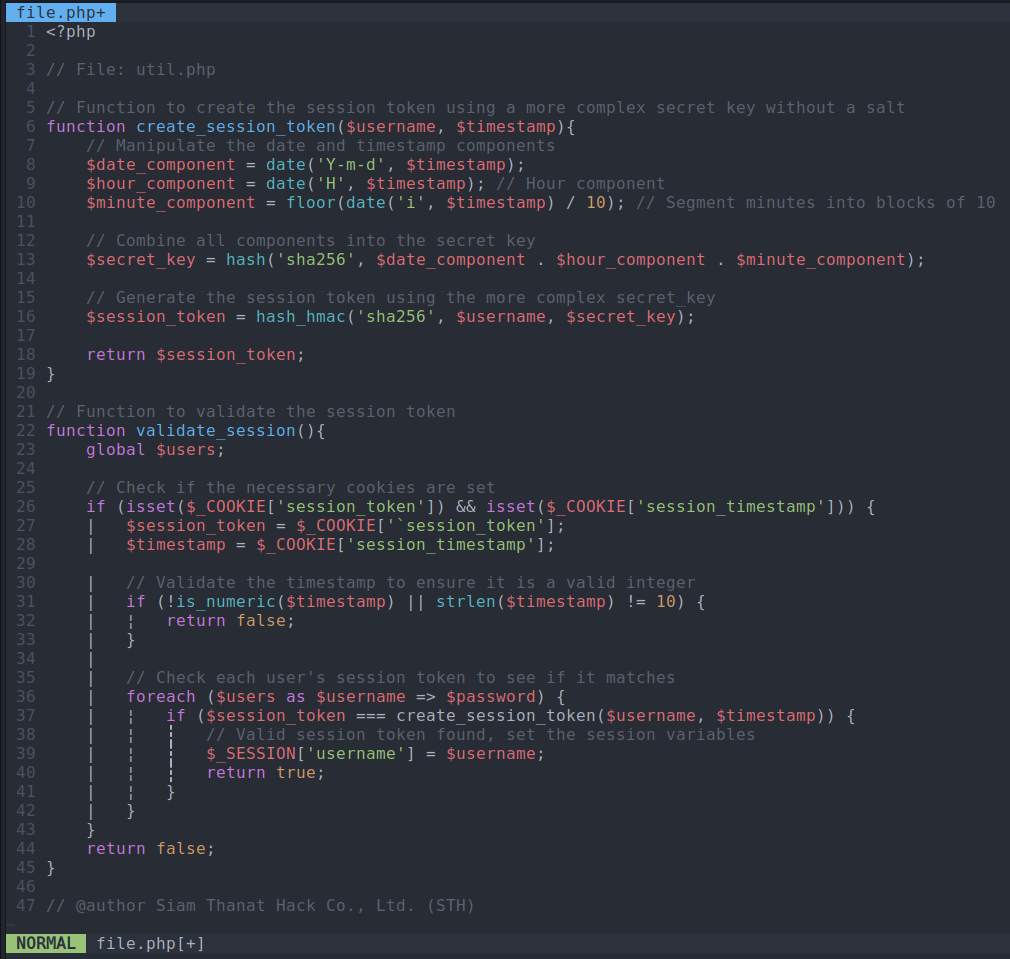 file.php+
1 <?php
2
3 // File: util.php
4
5 // Function to create the session token using a more complex secret key without a salt
6 function create_session_token($username, $timestamp){
7     // Manipulate the date and timestamp components
8     $date_component = date('Y-m-d', $timestamp);
9     $hour_component = date('H', $timestamp); // Hour component
10     $minute_component = floor(date('i', $timestamp) / 10); // Segment minutes into blocks of 10
11
12     // Combine all components into the secret key
13     $secret_key = hash('sha256', $date_component . $hour_component . $minute_component);
14
15     // Generate the session token using the more complex secret_key
16     $session_token = hash_hmac('sha256', $username, $secret_key);
17
18     return $session_token;
19 }
20
21 // Function to validate the session token
22 function validate_session(){
23     global $users;
24
25     // Check if the necessary cookies are set
26     if (isset($_COOKIE['session_token']) && isset($_COOKIE['session_timestamp'])) {
27     |   $session_token = $_COOKIE['`session_token'];
28     |   $timestamp = $_COOKIE['session_timestamp'];
29
30     |   // Validate the timestamp to ensure it is a valid integer
31     |   if (!is_numeric($timestamp) || strlen($timestamp) != 10) {
32     |   ¦   return false;
33     |   }
34     |
35     |   // Check each user's session token to see if it matches
36     |   foreach ($users as $username => $password) {
37     |   ¦   if ($session_token === create_session_token($username, $timestamp)) {
38     |   ¦   ¦   // Valid session token found, set the session variables
39     |   ¦   ¦   $_SESSION['username'] = $username;
40     |   ¦   ¦   return true;
41     |   ¦   }
42     |   }
43     }
44     return false;
45 }
46
47 // @author Siam Thanat Hack Co., Ltd. (STH)
~
NORMAL file.php[+]